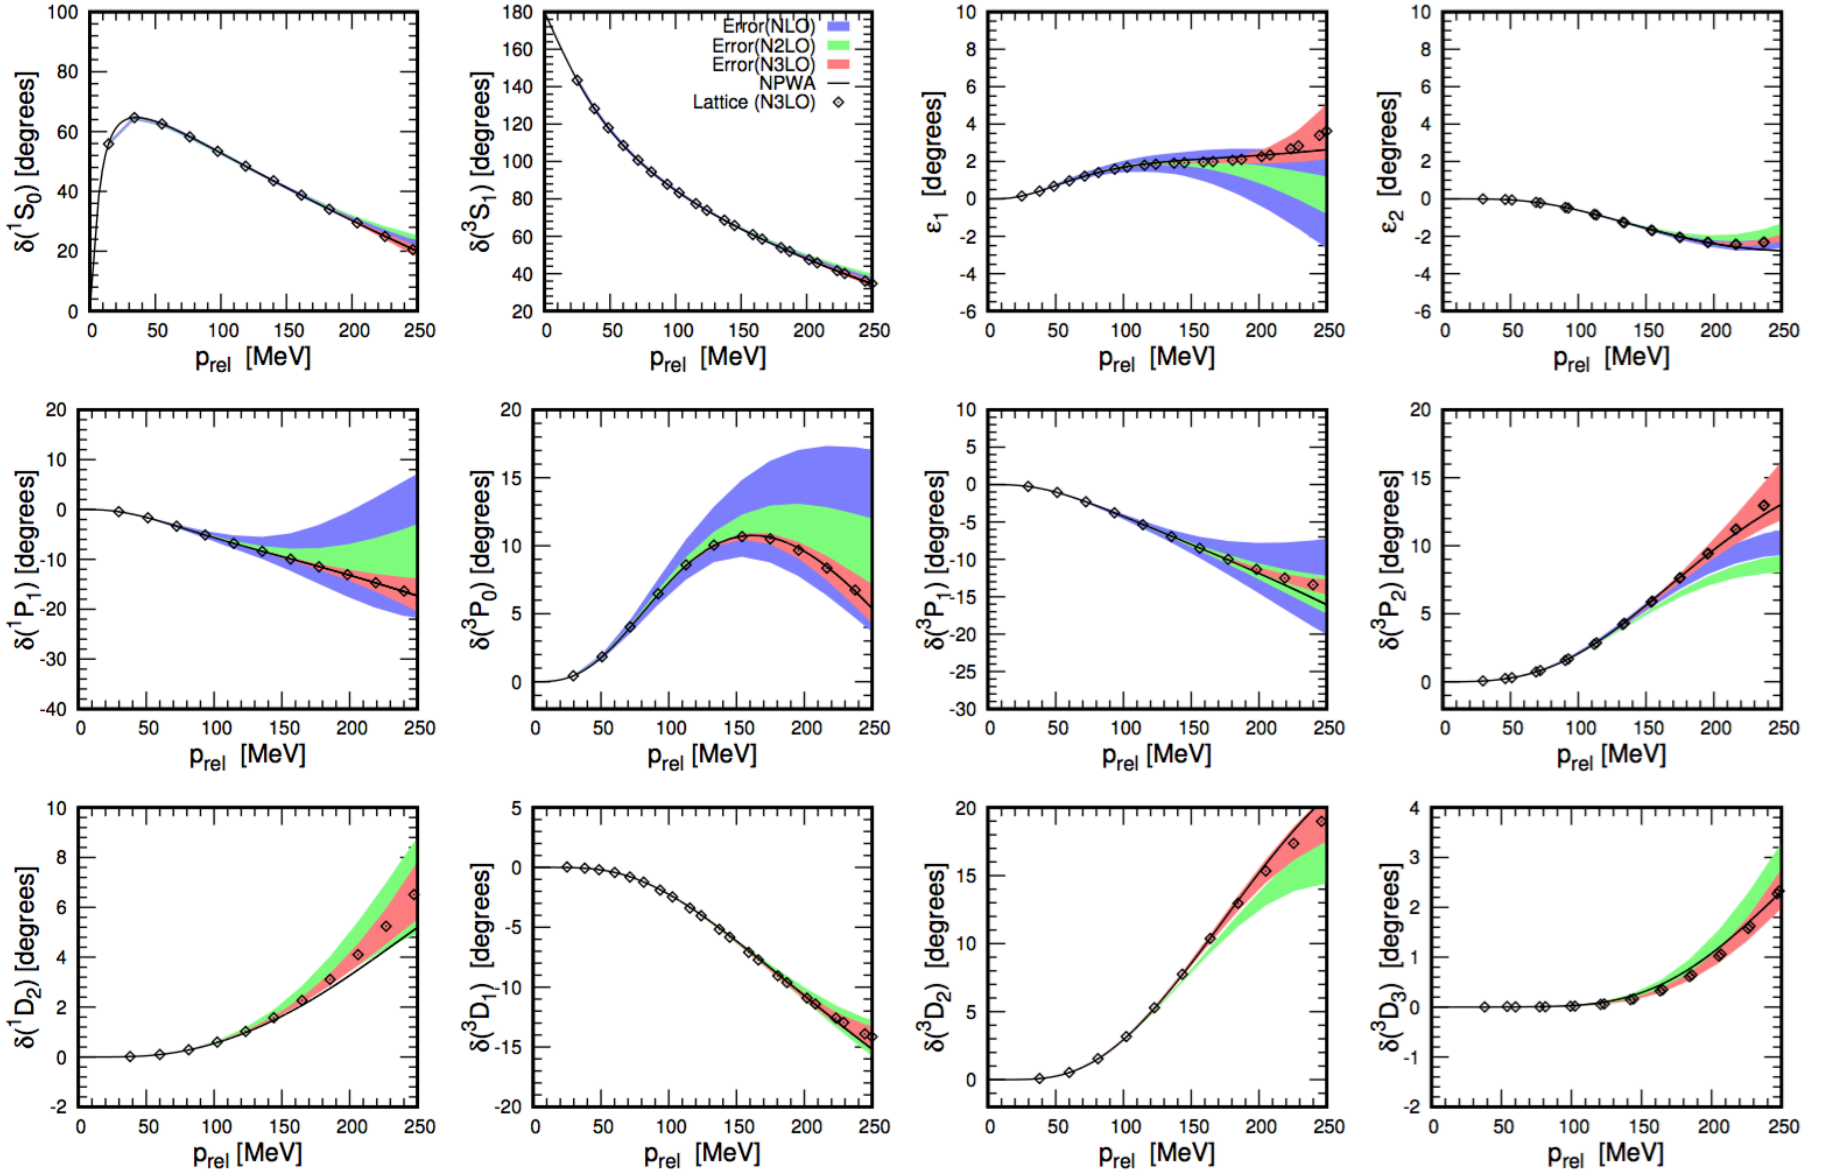 δ(¹S₀) [degrees]
100
80
60
40
20
0
0 50 100 150 200 250
p_rel [MeV]
δ(³S₁) [degrees]
180
160
140
120
100
80
60
40
20
Error(NLO)
Error(N2LO)
Error(N3LO)
NPWA
Lattice (N3LO)
0 50 100 150 200 250
p_rel [MeV]
ε₁ [degrees]
10
8
6
4
2
0
-2
-4
-6
0 50 100 150 200 250
p_rel [MeV]
ε₂ [degrees]
10
8
6
4
2
0
-2
-4
-6
0 50 100 150 200 250
p_rel [MeV]
δ(¹P₁) [degrees]
20
10
0
-10
-20
-30
-40
0 50 100 150 200 250
p_rel [MeV]
δ(³P₀) [degrees]
20
15
10
5
0
0 50 100 150 200 250
p_rel [MeV]
δ(³P₁) [degrees]
10
5
0
-5
-10
-15
-20
-25
-30
0 50 100 150 200 250
p_rel [MeV]
δ(³P₂) [degrees]
20
15
10
5
0
0 50 100 150 200 250
p_rel [MeV]
δ(¹D₂) [degrees]
10
8
6
4
2
0
-2
0 50 100 150 200 250
p_rel [MeV]
δ(³D₁) [degrees]
5
0
-5
-10
-15
-20
0 50 100 150 200 250
p_rel [MeV]
δ(³D₂) [degrees]
20
15
10
5
0
0 50 100 150 200 250
p_rel [MeV]
δ(³D₃) [degrees]
4
3
2
1
0
-1
-2
0 50 100 150 200 250
p_rel [MeV]